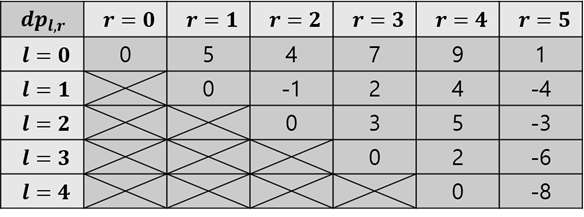 dp_{l,r} r = 0 r = 1 r = 2 r = 3 r = 4 r = 5
l = 0 0 5 4 7 9 1
l = 1 0 -1 2 4 -4
l = 2 0 3 5 -3
l = 3 0 2 -6
l = 4 0 -8